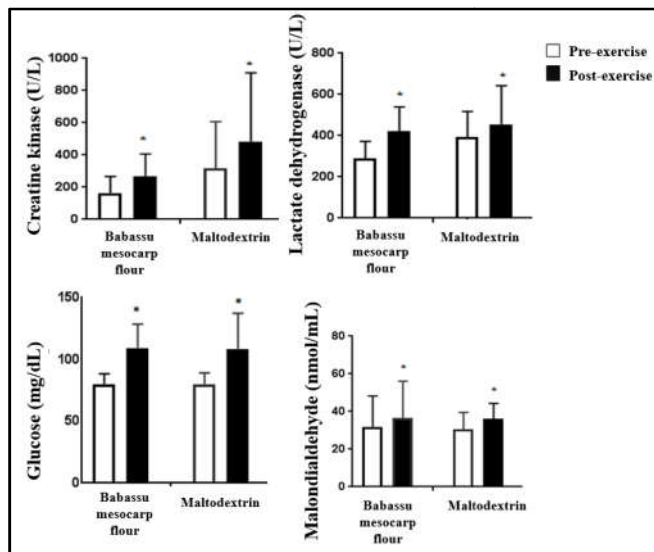 Creatine kinase (U/L)
1000
800
600
400
200
0
*
*
Babassu
mesocarp
flour
Maltodextrin
Lactate dehydrogenase (U/L)
800
600
400
200
0
*
*
Babassu
mesocarp
flour
Maltodextrin
Pre-exercise
Post-exercise
Glucose (mg/dL)
150
100
50
0
*
*
Babassu
mesocarp
flour
Maltodextrin
Malondialdehyde (nmol/mL)
80
60
40
20
0
*
*
Babassu
mesocarp
flour
Maltodextrin